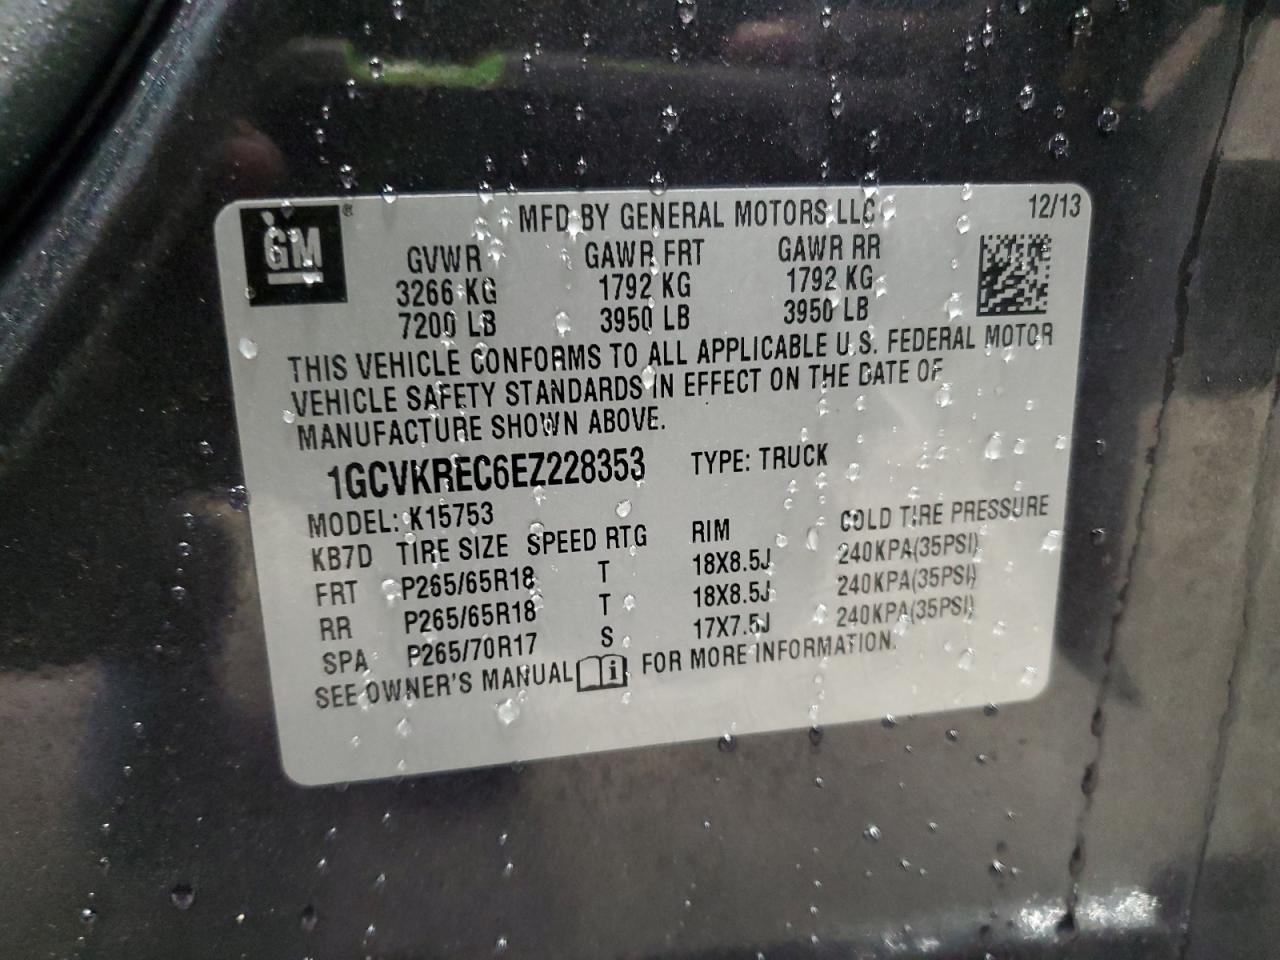 GM ® MFD BY GENERAL MOTORS LLC 12/13
GVWR GAWR FRT GAWR RR
3266 KG 1792 KG 1792 KG
7200 LB 3950 LB 3950 LB
THIS VEHICLE CONFORMS TO ALL APPLICABLE U.S. FEDERAL MOTOR
VEHICLE SAFETY STANDARDS IN EFFECT ON THE DATE OF
MANUFACTURE SHOWN ABOVE.
1GCVKREC6EZ228353 TYPE: TRUCK
MODEL: K15753
KB7D TIRE SIZE SPEED RTG RIM COLD TIRE PRESSURE
FRT P265/65R18 T 18X8.5J 240KPA(35PSI)
RR P265/65R18 T 18X8.5J 240KPA(35PSI)
SPA P265/70R17 S 17X7.5J 240KPA(35PSI)
SEE OWNER'S MANUAL i FOR MORE INFORMATION.